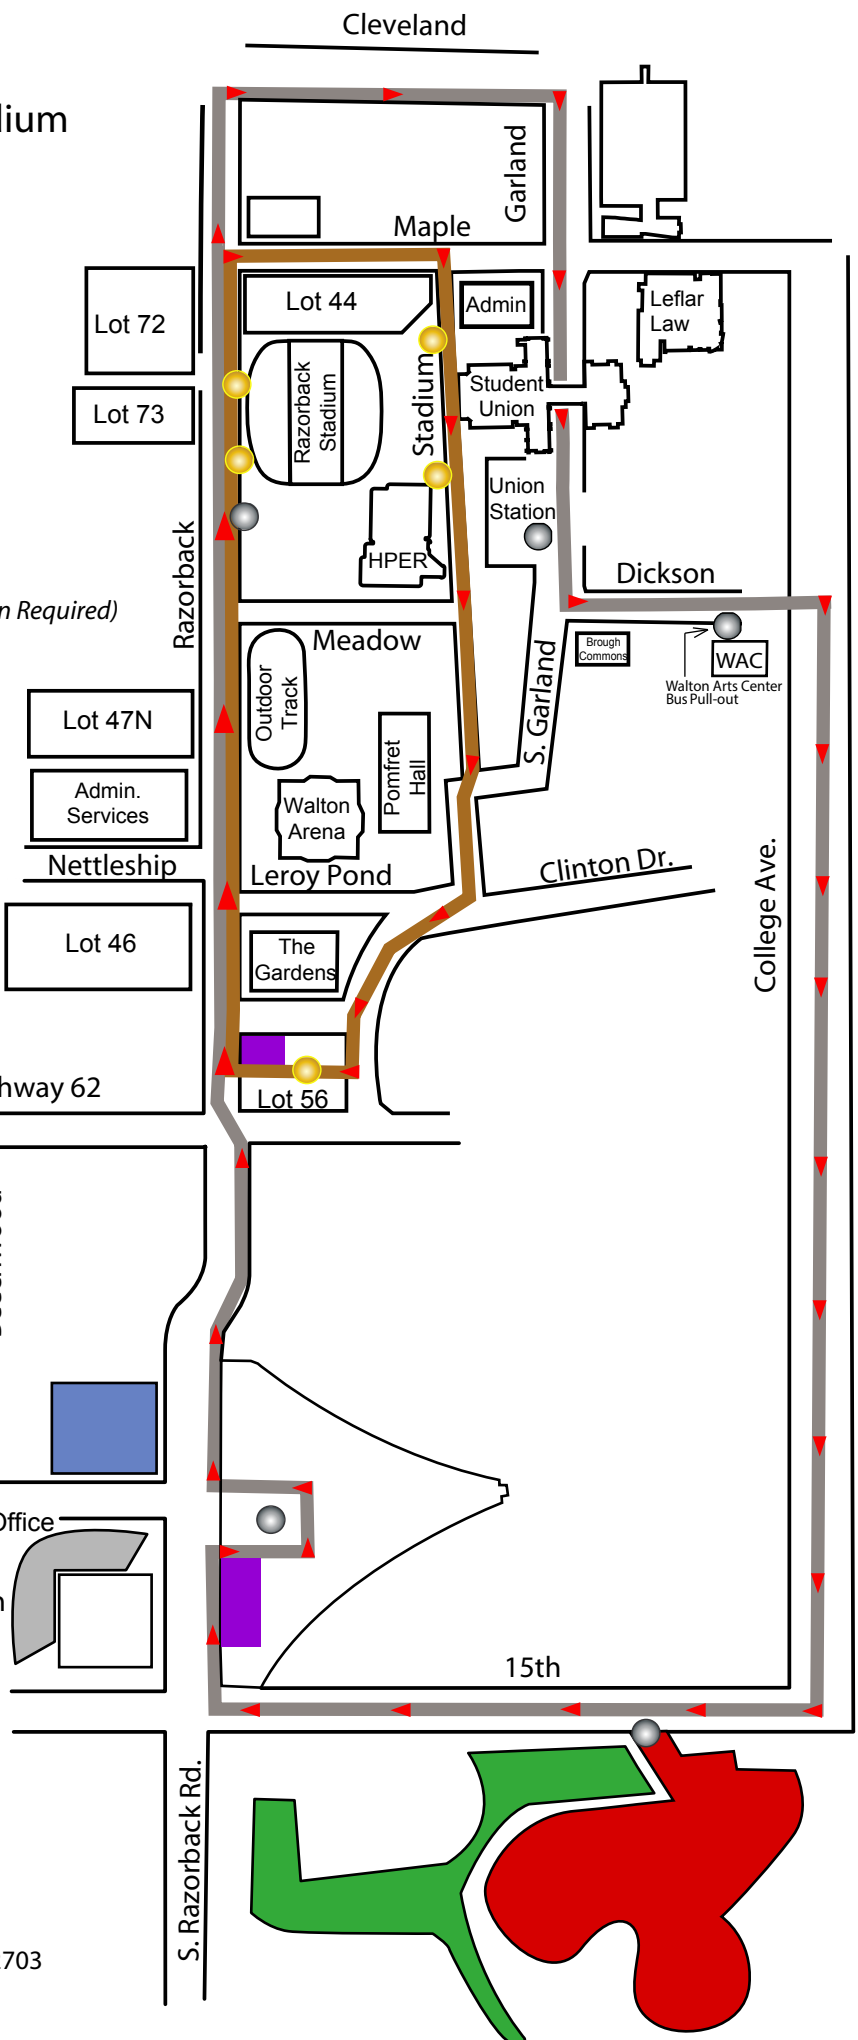 Cleveland
dium
Garland
Maple
Lot 44
Admin
Leflar
Law
Lot 72
Razorback
Stadium
Stadium
Student
Union
Lot 73
Union
Station
Razorback
HPER
Dickson
n Required)
Meadow
Brough
Commons
WAC
Walton Arts Center
Bus Pull-out
Outdoor
Track
S. Garland
Lot 47N
Pomfret
Hall
Admin.
Services
Walton
Arena
Nettleship
Leroy Pond
Clinton Dr.
College Ave.
Lot 46
The
Gardens
hway 62
Lot 56
Office
n
15th
S. Razorback Rd.
703